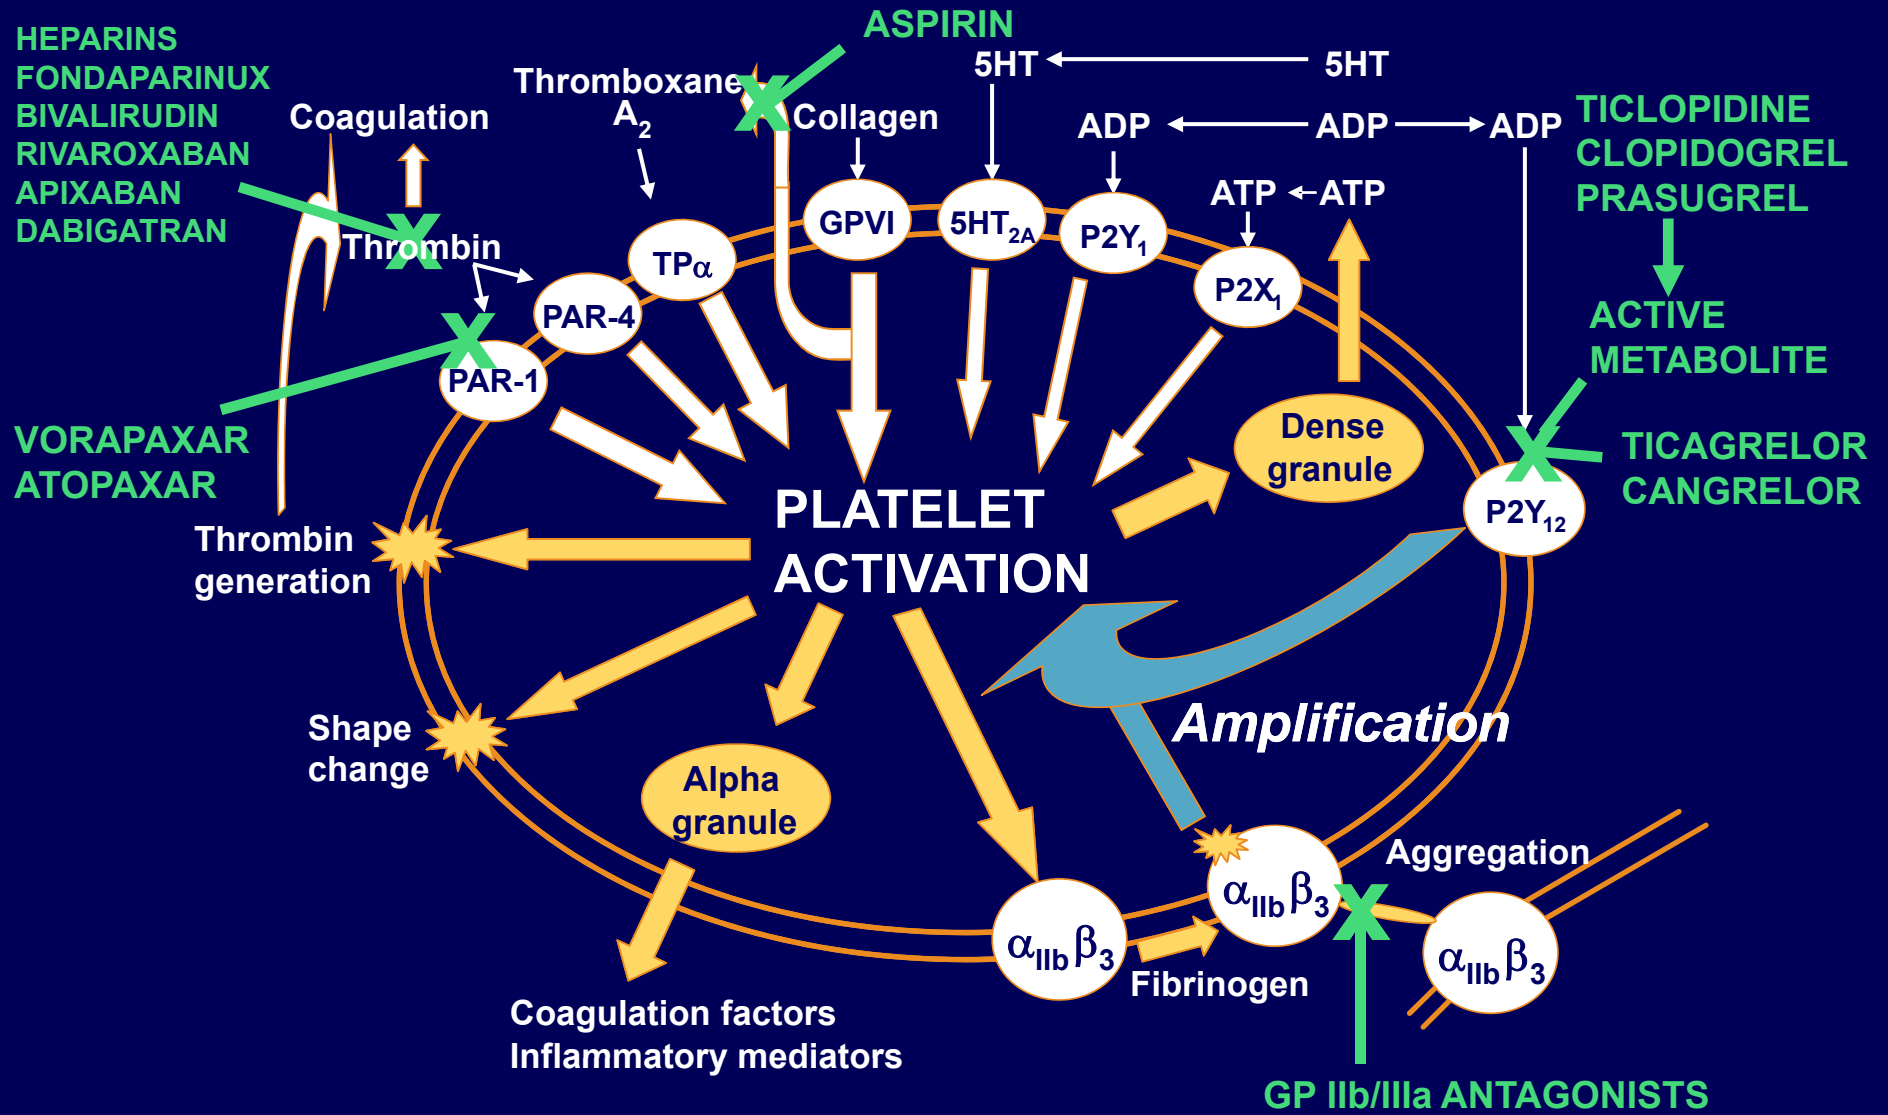 HEPARINS
FONDAPARINUX
BIVALIRUDIN
RIVAROXABAN
APIXABAN
DABIGATRAN
Coagulation
Thrombin
Thromboxane
A2
ASPIRIN
Collagen
5HT
5HT
ADP
ADP
ADP
ATP
ATP
TICLOPIDINE
CLOPIDOGREL
PRASUGREL
ACTIVE
METABOLITE
TICAGRELOR
CANGRELOR
VORAPAXAR
ATOPAXAR
PAR-1
PAR-4
TPα
GPVI
5HT2A
P2Y1
P2X1
P2Y12
Dense
granule
PLATELET
ACTIVATION
Thrombin
generation
Shape
change
Alpha
granule
Amplification
Coagulation factors
Inflammatory mediators
αIIbβ3
Fibrinogen
αIIbβ3
Aggregation
αIIbβ3
GP IIb/IIIa ANTAGONISTS